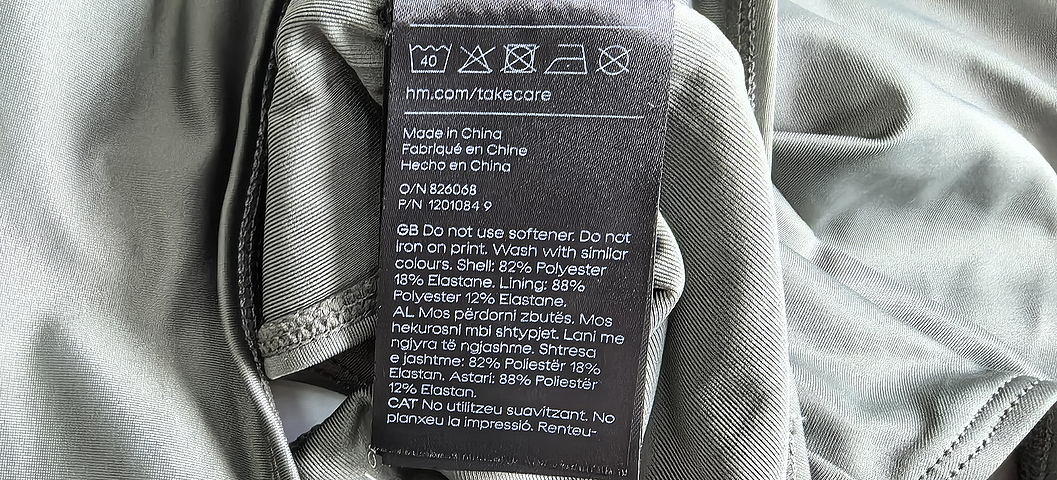 40
hm.com/takecare
Made in China
Fabriqué en Chine
Hecho en China
O/N 826068
P/N 1201084 9
GB Do not use softener. Do not
iron on print. Wash with similar
colours. Shell: 82% Polyester
18% Elastane. Lining: 88%
Polyester 12% Elastane.
AL Mos përdorni zbutës. Mos
hekurosni mbi shtypjet. Lani me
ngjyra të ngjashme. Shtresa
e jashtme: 82% Poliestër 18%
Elastan. Astari: 88% Poliestër
12% Elastan.
CAT No utilitzeu suavitzant. No
planxeu la impressió. Renteu-